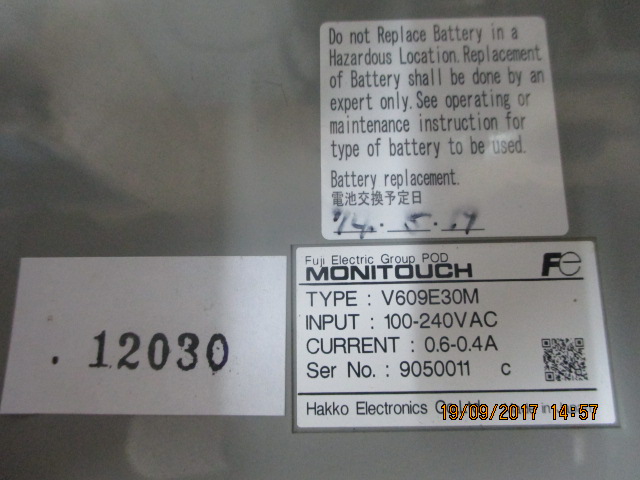 Do not Replace Battery in a
Hazardous Location. Replacement
of Battery shall be done by an
expert only. See operating or
maintenance instruction for
type of battery to be used.
Battery replacement.
電池交換予定日
'14. 5. 19
Fuji Electric Group POD
MONITOUCH
Fe
TYPE : V609E30M
INPUT : 100-240VAC
CURRENT : 0.6-0.4A
Ser No. : 9050011 c
Hakko Electronics Co., Ltd.
. 12030
19/09/2017 14:57